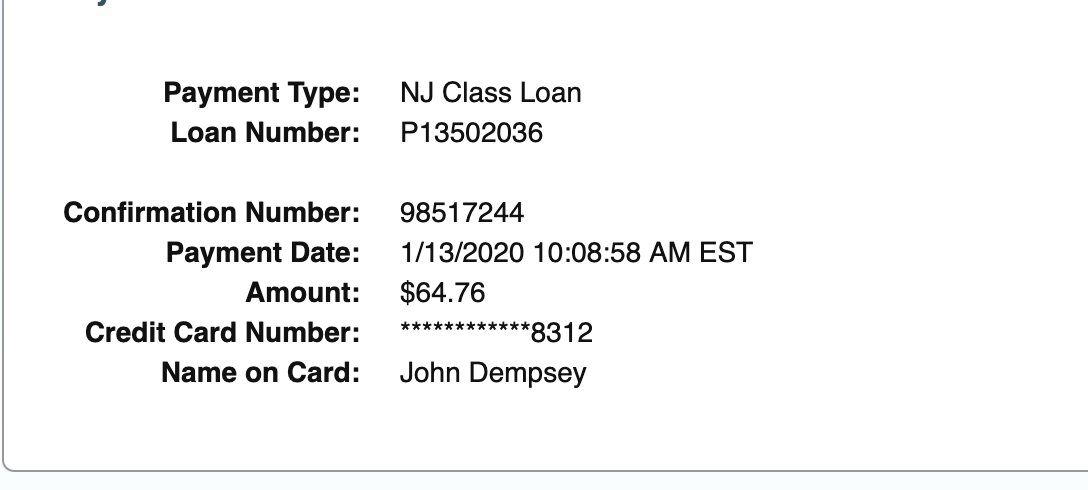 Payment Type: NJ Class Loan
Loan Number: P13502036
Confirmation Number: 98517244
Payment Date: 1/13/2020 10:08:58 AM EST
Amount: $64.76
Credit Card Number: ************8312
Name on Card: John Dempsey